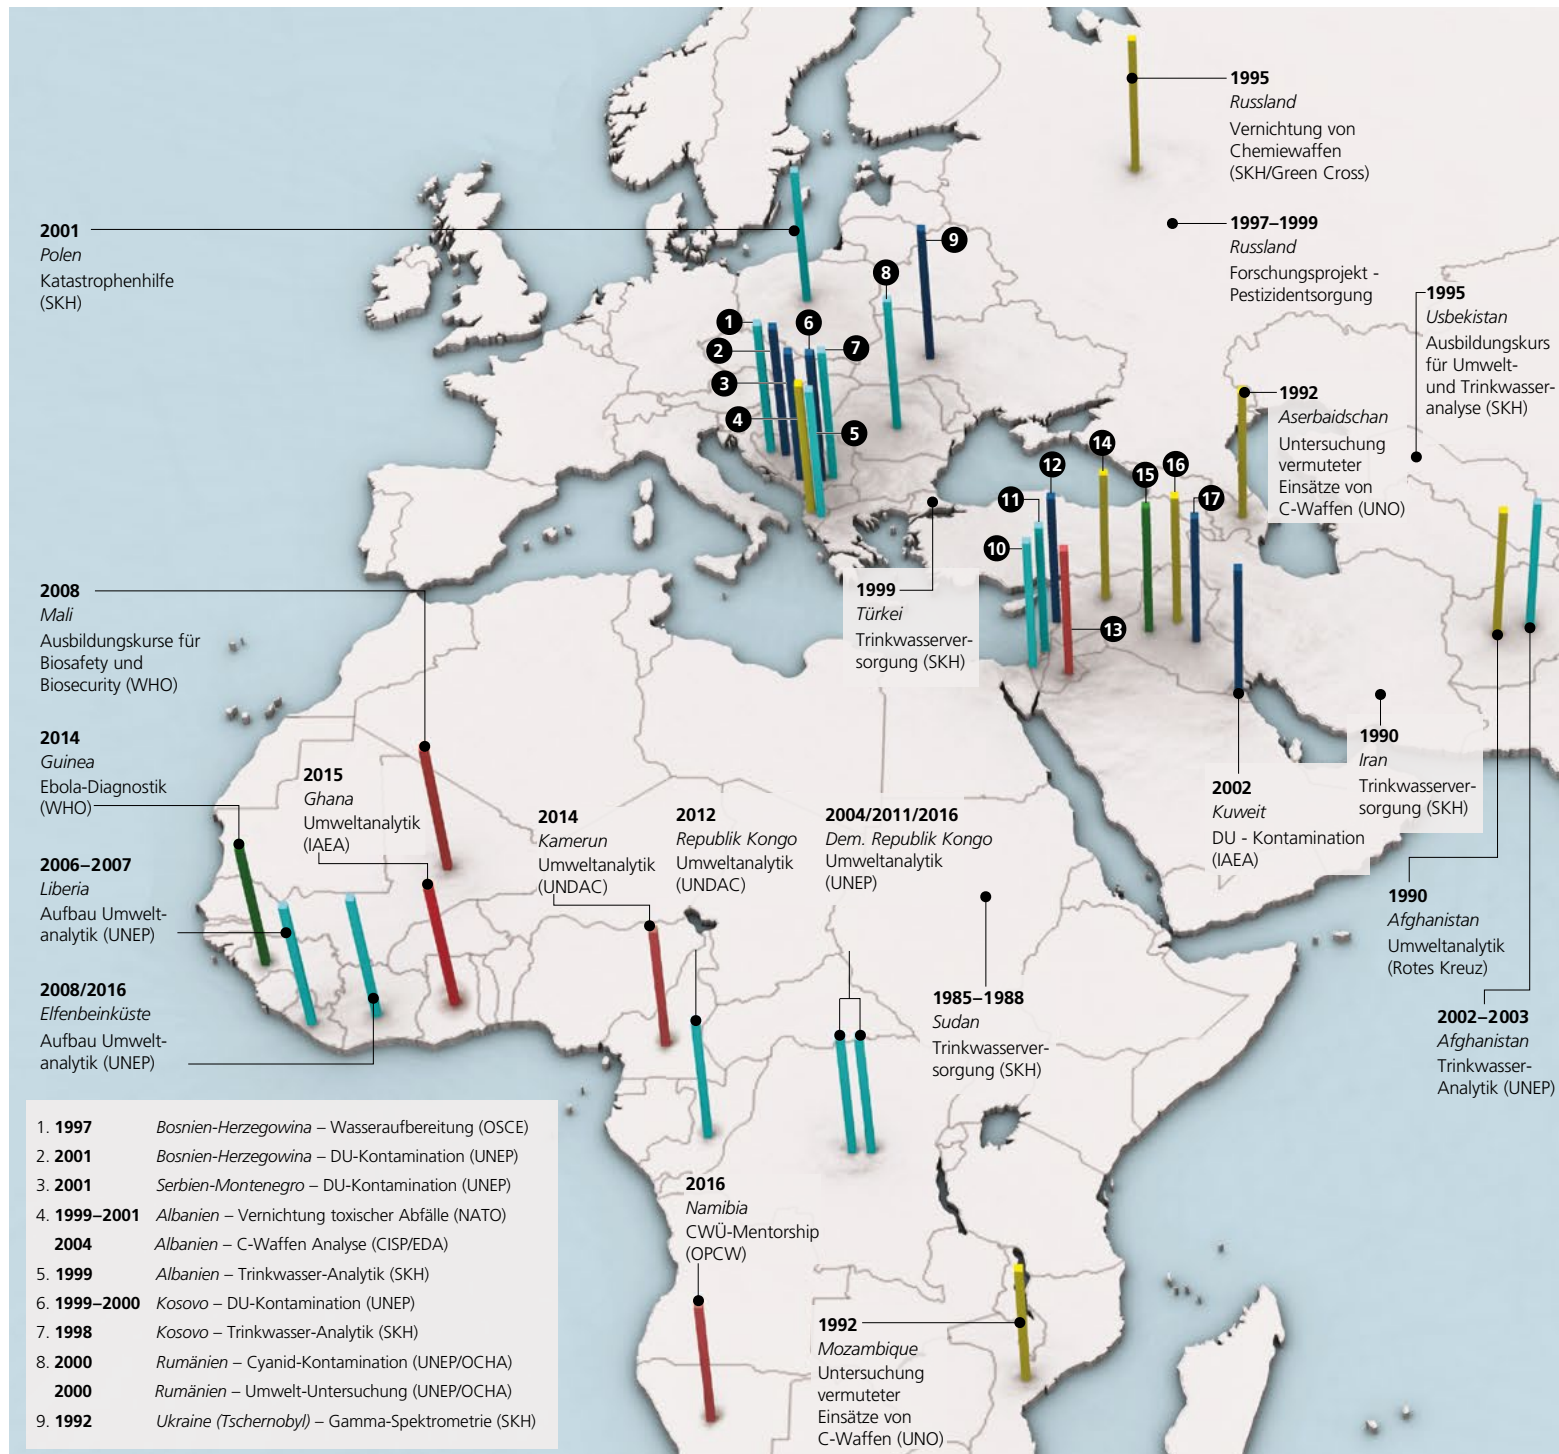 1995
Russland
Vernichtung von
Chemiewaffen
(SKH/Green Cross)
2001
Polen
Katastrophenhilfe
(SKH)
1997–1999
Russland
Forschungsprojekt -
Pestizidentsorgung
1995
Usbekistan
Ausbildungskurs
für Umwelt-
und Trinkwasser-
analyse (SKH)
1992
Aserbaidschan
Untersuchung
vermuteter
Einsätze von
C-Waffen (UNO)
9
8
1
6
7
2
3
4
5
14
12
16
15
11
17
10
13
1999
Türkei
Trinkwasserver-
sorgung (SKH)
2008
Mali
Ausbildungskurse für
Biosafety und
Biosecurity (WHO)
2014
Guinea
Ebola-Diagnostik
(WHO)
2015
Ghana
Umweltanalytik
(IAEA)
2014
Kamerun
Umweltanalytik
(UNDAC)
2012
Republik Kongo
Umweltanalytik
(UNDAC)
2004/2011/2016
Dem. Republik Kongo
Umweltanalytik
(UNEP)
2002
Kuweit
DU - Kontamination
(IAEA)
1990
Iran
Trinkwasserver-
sorgung (SKH)
2006–2007
Liberia
Aufbau Umwelt-
analytik (UNEP)
1990
Afghanistan
Umweltanalytik
(Rotes Kreuz)
2008/2016
Elfenbeinküste
Aufbau Umwelt-
analytik (UNEP)
1985–1988
Sudan
Trinkwasserver-
sorgung (SKH)
2002–2003
Afghanistan
Trinkwasser-
Analytik (UNEP)
2016
Namibia
CWÜ-Mentorship
(OPCW)
1992
Mozambique
Untersuchung
vermuteter
Einsätze von
C-Waffen (UNO)
1. 1997 Bosnien-Herzegowina – Wasseraufbereitung (OSCE)
2. 2001 Bosnien-Herzegowina – DU-Kontamination (UNEP)
3. 2001 Serbien-Montenegro – DU-Kontamination (UNEP)
4. 1999–2001 Albanien – Vernichtung toxischer Abfälle (NATO)
2004 Albanien – C-Waffen Analyse (CISP/EDA)
5. 1999 Albanien – Trinkwasser-Analytik (SKH)
6. 1999–2000 Kosovo – DU-Kontamination (UNEP)
7. 1998 Kosovo – Trinkwasser-Analytik (SKH)
8. 2000 Rumänien – Cyanid-Kontamination (UNEP/OCHA)
2000 Rumänien – Umwelt-Untersuchung (UNEP/OCHA)
9. 1992 Ukraine (Tschernobyl) – Gamma-Spektrometrie (SKH)